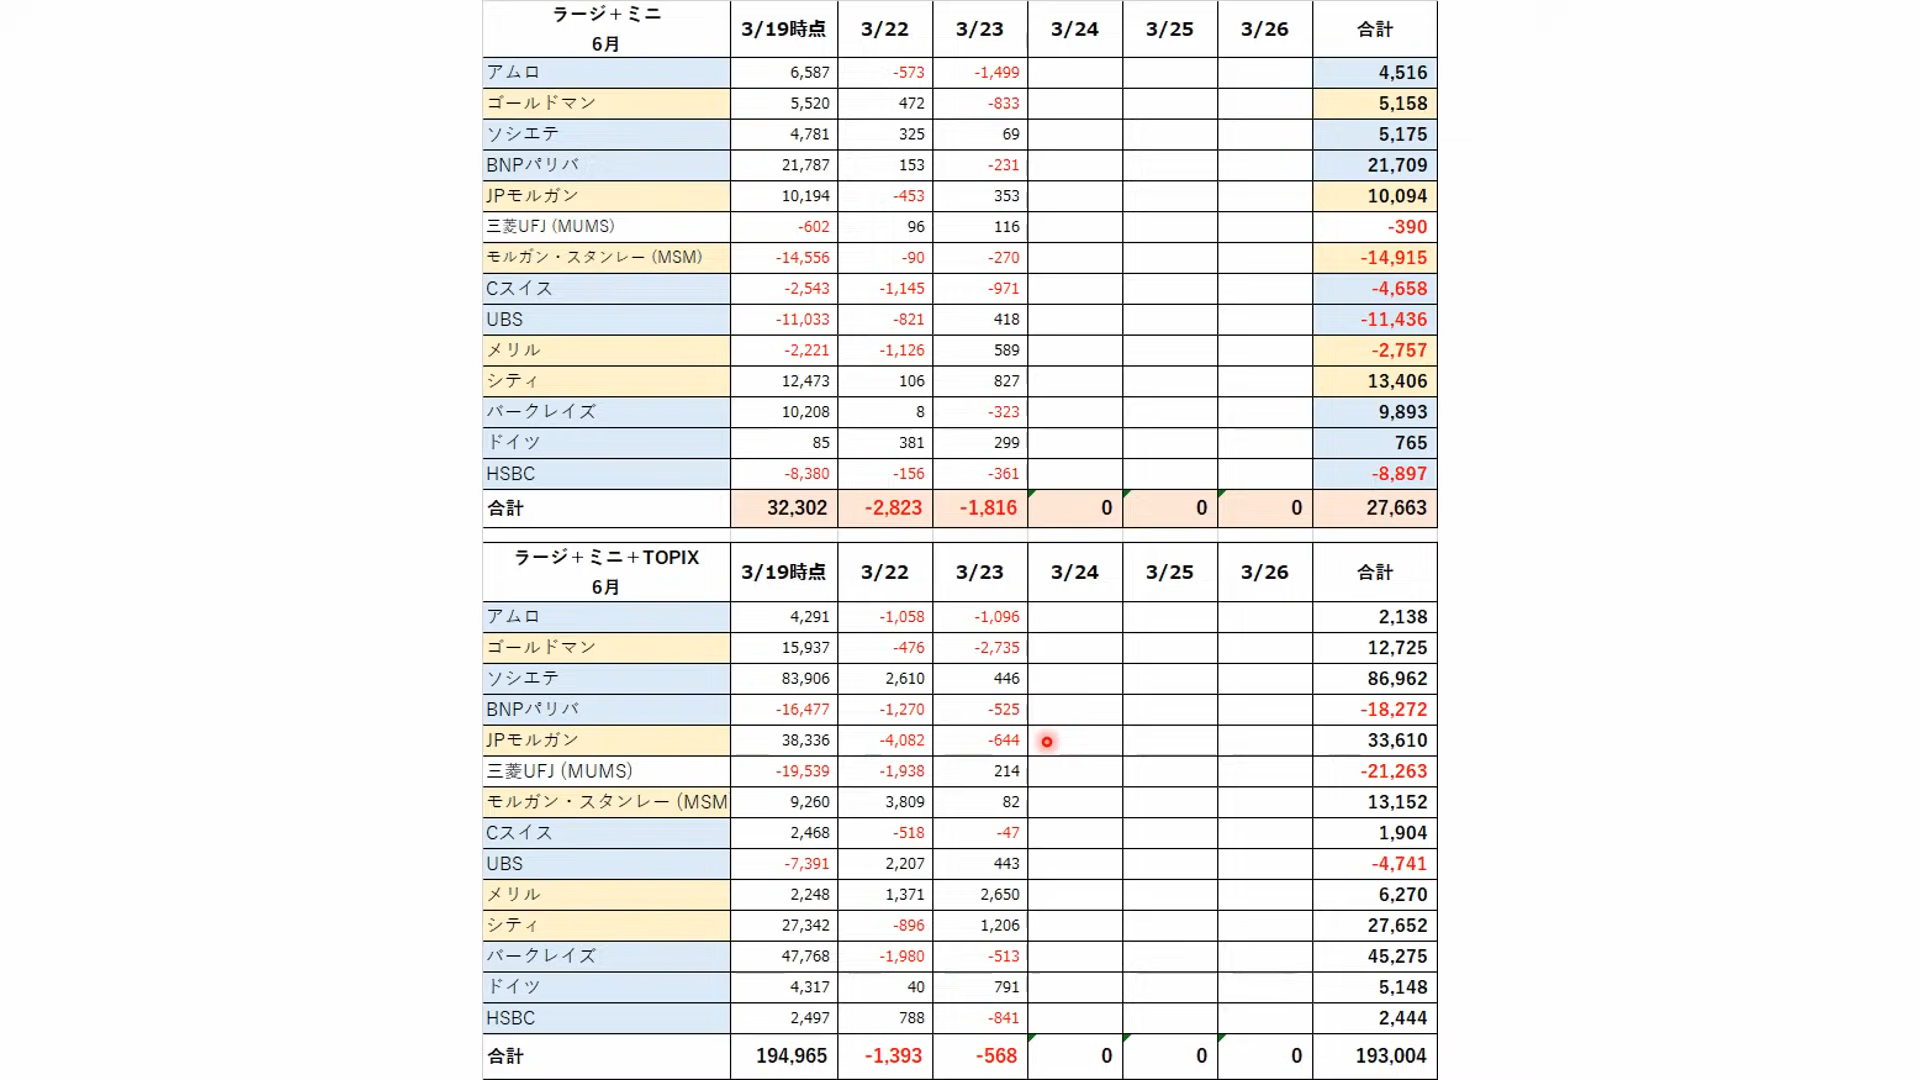 ラージ＋ミニ
6月 3/19時点 3/22 3/23 3/24 3/25 3/26 合計
アムロ 6,587 -573 -1,499 4,516
ゴールドマン 5,520 472 -833 5,158
ソシエテ 4,781 325 69 5,175
BNPパリバ 21,787 153 -231 21,709
JPモルガン 10,194 -453 353 10,094
三菱UFJ (MUMS) -602 96 116 -390
モルガン・スタンレー (MSM) -14,556 -90 -270 -14,915
Cスイス -2,543 -1,145 -971 -4,658
UBS -11,033 -821 418 -11,436
メリル -2,221 -1,126 589 -2,757
シティ 12,473 106 827 13,406
バークレイズ 10,208 8 -323 9,893
ドイツ 85 381 299 765
HSBC -8,380 -156 -361 -8,897
合計 32,302 -2,823 -1,816 0 0 0 27,663
ラージ＋ミニ＋TOPIX
6月 3/19時点 3/22 3/23 3/24 3/25 3/26 合計
アムロ 4,291 -1,058 -1,096 2,138
ゴールドマン 15,937 -476 -2,735 12,725
ソシエテ 83,906 2,610 446 86,962
BNPパリバ -16,477 -1,270 -525 -18,272
JPモルガン 38,336 -4,082 -644 33,610
三菱UFJ (MUMS) -19,539 -1,938 214 -21,263
モルガン・スタンレー (MSM 9,260 3,809 82 13,152
Cスイス 2,468 -518 -47 1,904
UBS -7,391 2,207 443 -4,741
メリル 2,248 1,371 2,650 6,270
シティ 27,342 -896 1,206 27,652
バークレイズ 47,768 -1,980 -513 45,275
ドイツ 4,317 40 791 5,148
HSBC 2,497 788 -841 2,444
合計 194,965 -1,393 -568 0 0 0 193,004